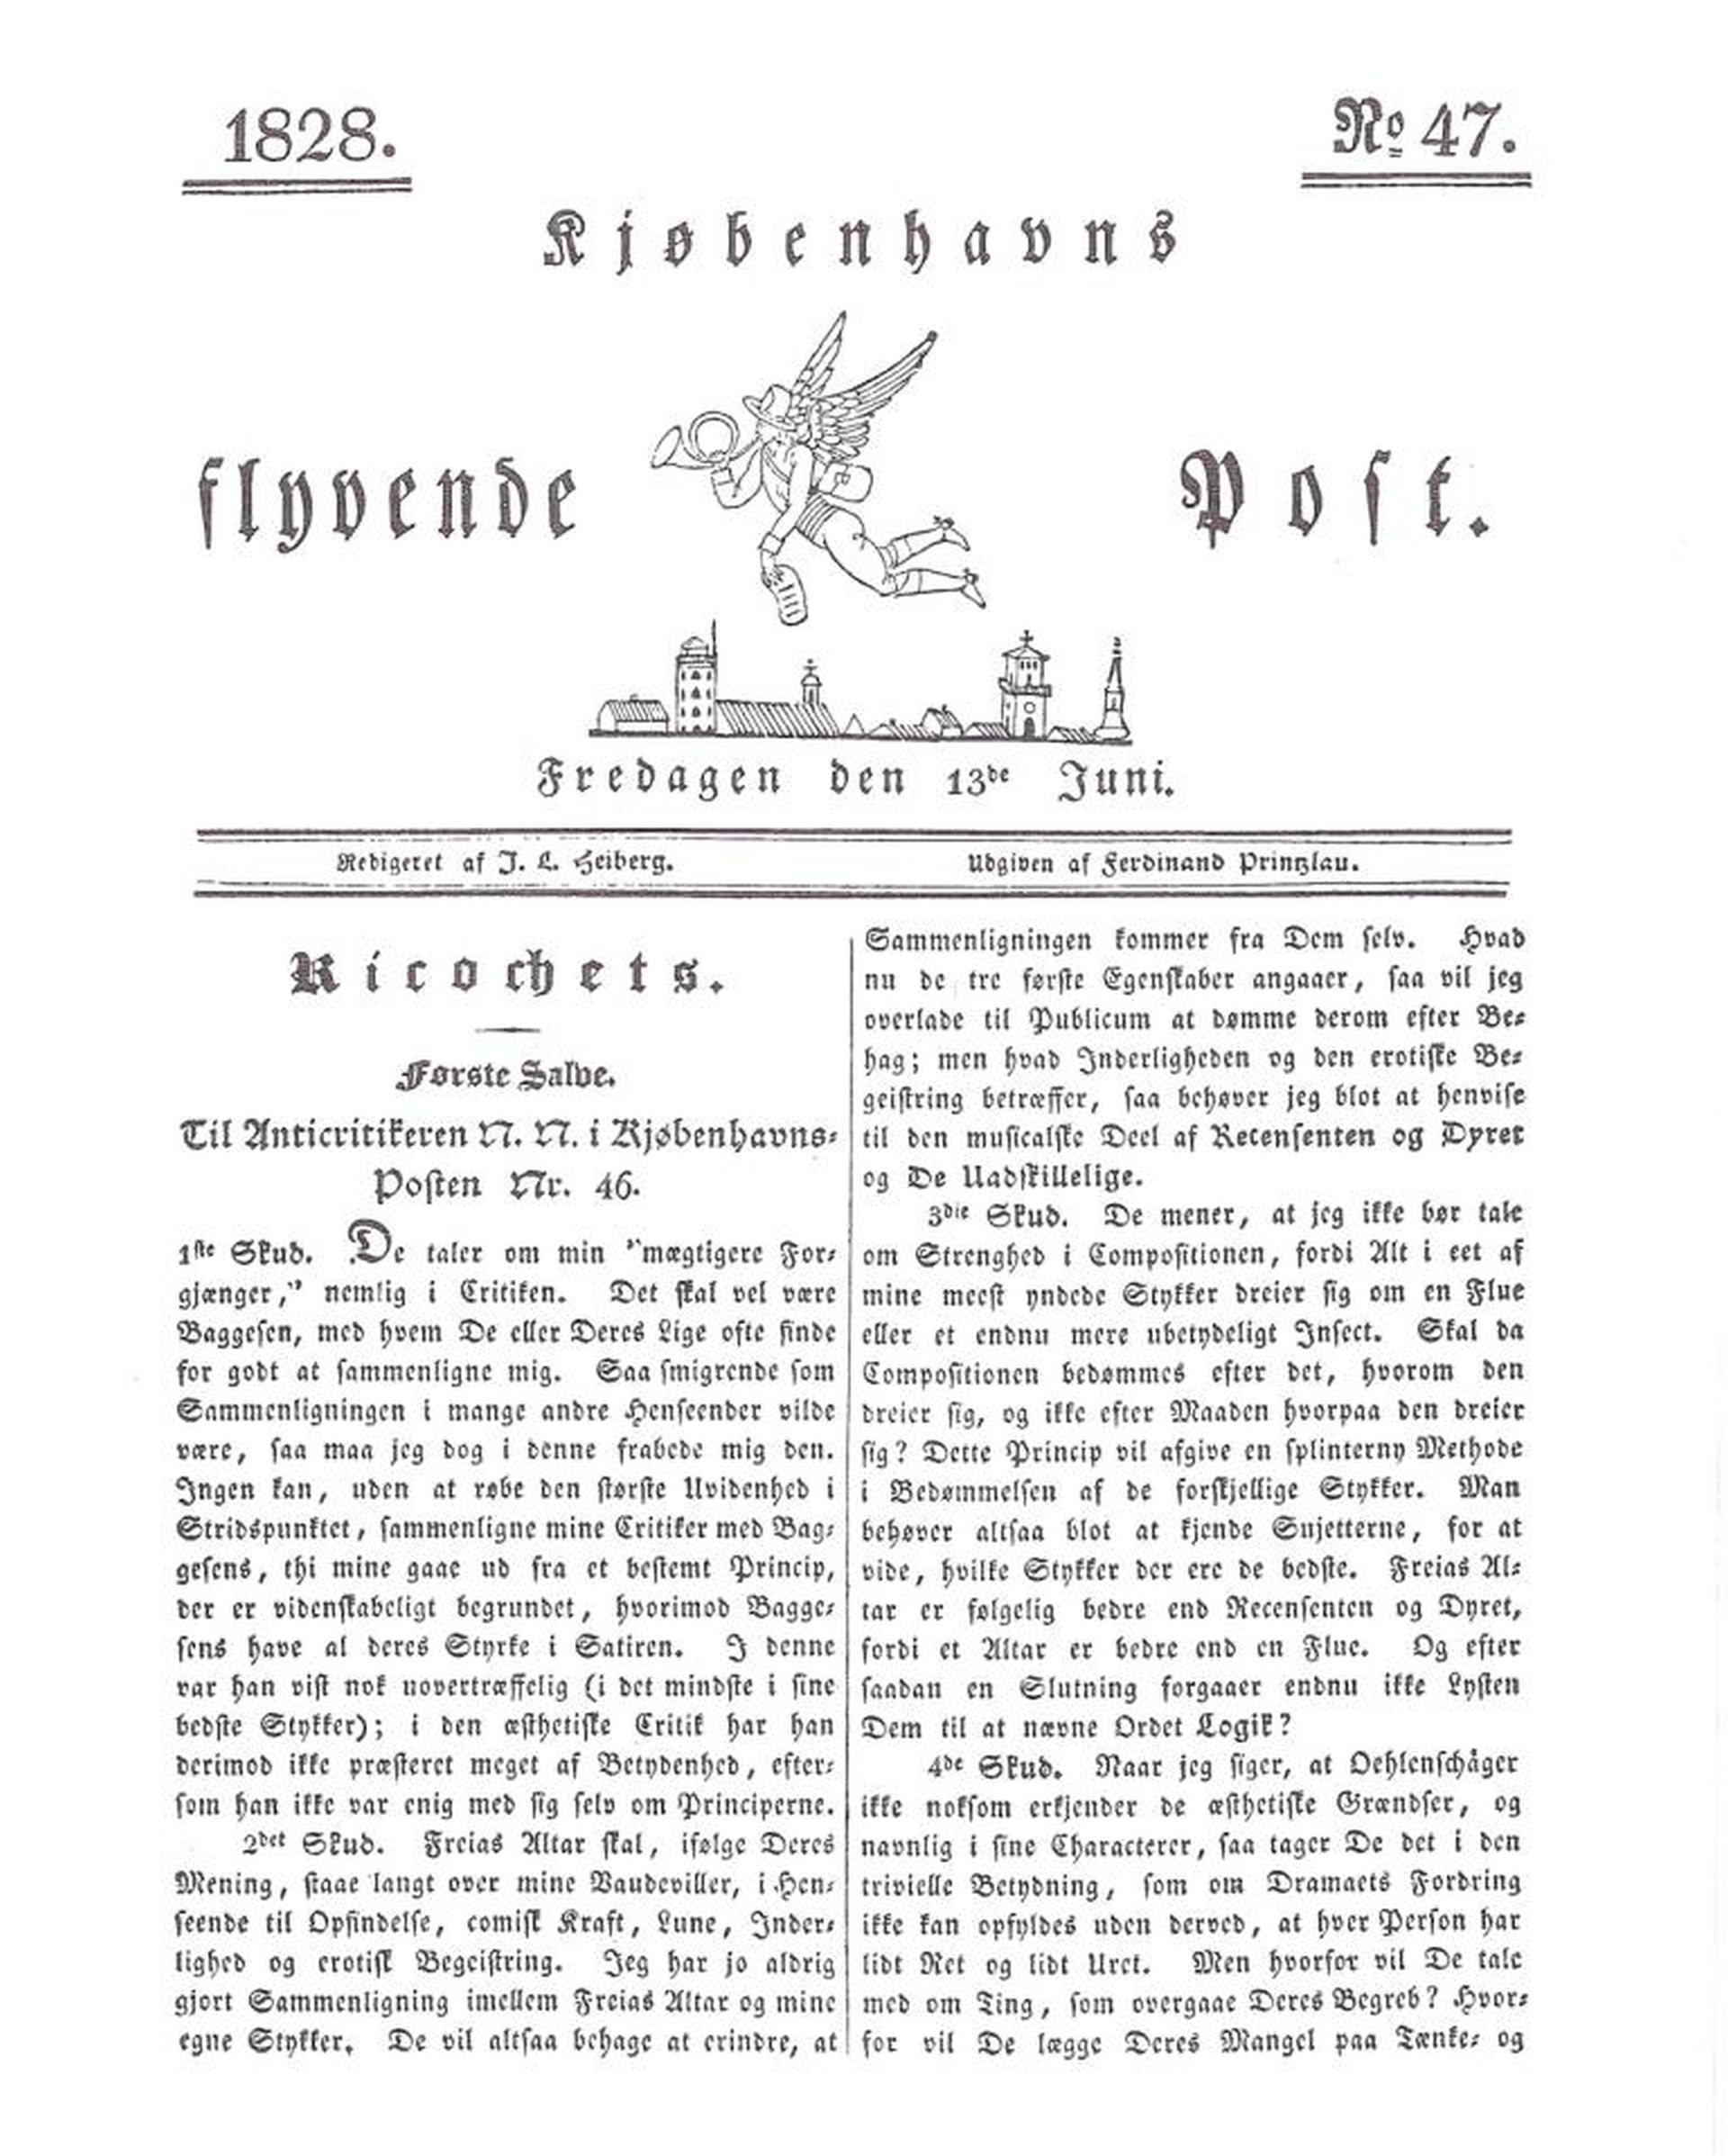 1828.
No 47.
Kjøbenhavns
flyvende Post.
Fredagen den 13de Juni.
Redigeret af J. L. Heiberg.
Udgiven af Ferdinand Printzlau.
Ricochets.
Første Salve.
Til Anticritikeren N. N. i Kjøbenhavns-
Posten Nr. 46.
1ste Skud. De taler om min "mægtigere For-
gjænger," nemlig i Critiken. Det skal vel være
Baggesen, med hvem De eller Deres Lige ofte finde
for godt at sammenligne mig. Saa smigrende som
Sammenligningen i mange andre Henseender vilde
være, saa maa jeg dog i denne frabede mig den.
Ingen kan, uden at røbe den største Uvidenhed i
Stridspunktet, sammenligne mine Critiker med Bag-
gesens, thi mine gaae ud fra et bestemt Princip,
der er videnskabeligt begrundet, hvorimod Bagge-
sens have al deres Styrke i Satiren. I denne
var han vist nok uovertræffelig (i det mindste i sine
bedste Stykker); i den æsthetiske Critik har han
derimod ikke præsteret meget af Betydenhed, efter-
som han ikke var enig med sig selv om Principerne.
2det Skud. Freias Altar skal, ifølge Deres
Mening, staae langt over mine Vaudeviller, i Hen-
seende til Opfindelse, comisk Kraft, Lune, Inder-
lighed og erotisk Begeistring. Jeg har jo aldrig
gjort Sammenligning imellem Freias Altar og mine
egne Stykker. De vil altsaa behage at erindre, at
Sammenligningen kommer fra Dem selv. Hvad
nu de tre første Egenskaber angaaer, saa vil jeg
overlade til Publicum at dømme derom efter Be-
hag; men hvad Inderligheden og den erotiske Be-
geistring betræffer, saa behøver jeg blot at henvise
til den musicalske Deel af Recensenten og Dyret
og De Uadskillelige.
3die Skud. De mener, at jeg ikke bør tale
om Strenghed i Compositionen, fordi Alt i eet af
mine meest yndede Stykker dreier sig om en Flue
eller et endnu mere ubetydeligt Insect. Skal da
Compositionen bedømmes efter det, hvorom den
dreier sig, og ikke efter Maaden hvorpaa den dreier
sig? Dette Princip vil afgive en splinterny Methode
i Bedømmelsen af de forskjellige Stykker. Man
behøver altsaa blot at kjende Sujetterne, for at
vide, hvilke Stykker der ere de bedste. Freias Al-
tar er følgelig bedre end Recensenten og Dyret,
fordi et Altar er bedre end en Flue. Og efter
saadan en Slutning forgaaer endnu ikke Lysten
Dem til at nævne Ordet Logik?
4de Skud. Naar jeg siger, at Oehlenschäger
ikke noksom erkjender de æsthetiske Grændser, og
navnlig i sine Characterer, saa tager De det i den
trivielle Betydning, som om Dramaets Fordring
ikke kan opfyldes uden derved, at hver Person har
lidt Ret og lidt Uret. Men hvorfor vil De tale
med om Ting, som overgaae Deres Begreb? Hvor-
for vil De lægge Deres Mangel paa Tænke- og